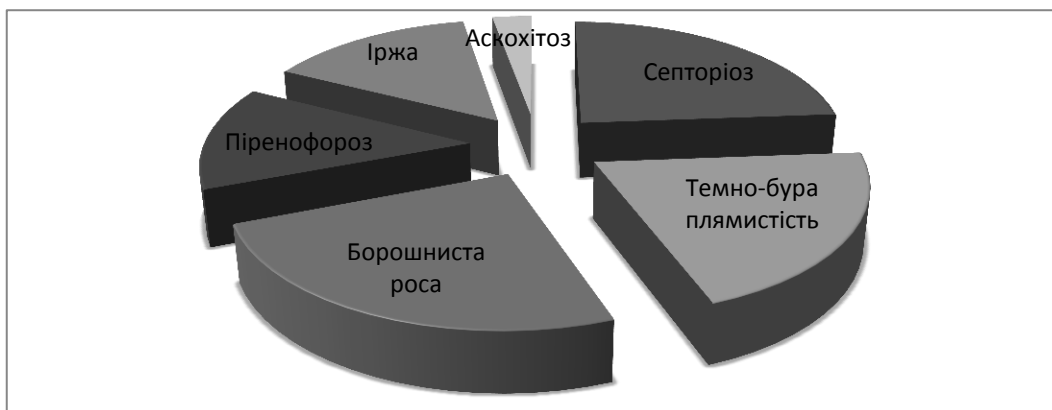 Аскохітоз
Іржа
Септоріоз
Піренофороз
Темно-бура
плямистість
Борошниста
роса